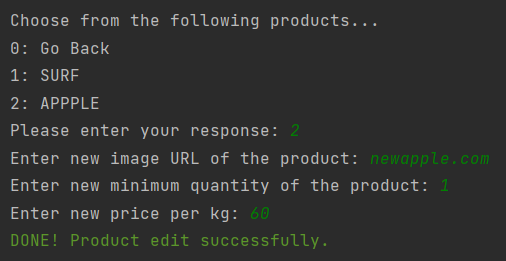 Choose from the following products...
0: Go Back
1: SURF
2: APPPLE
Please enter your response: 2
Enter new image URL of the product: newapple.com
Enter new minimum quantity of the product: 1
Enter new price per kg: 60
DONE! Product edit successfully.